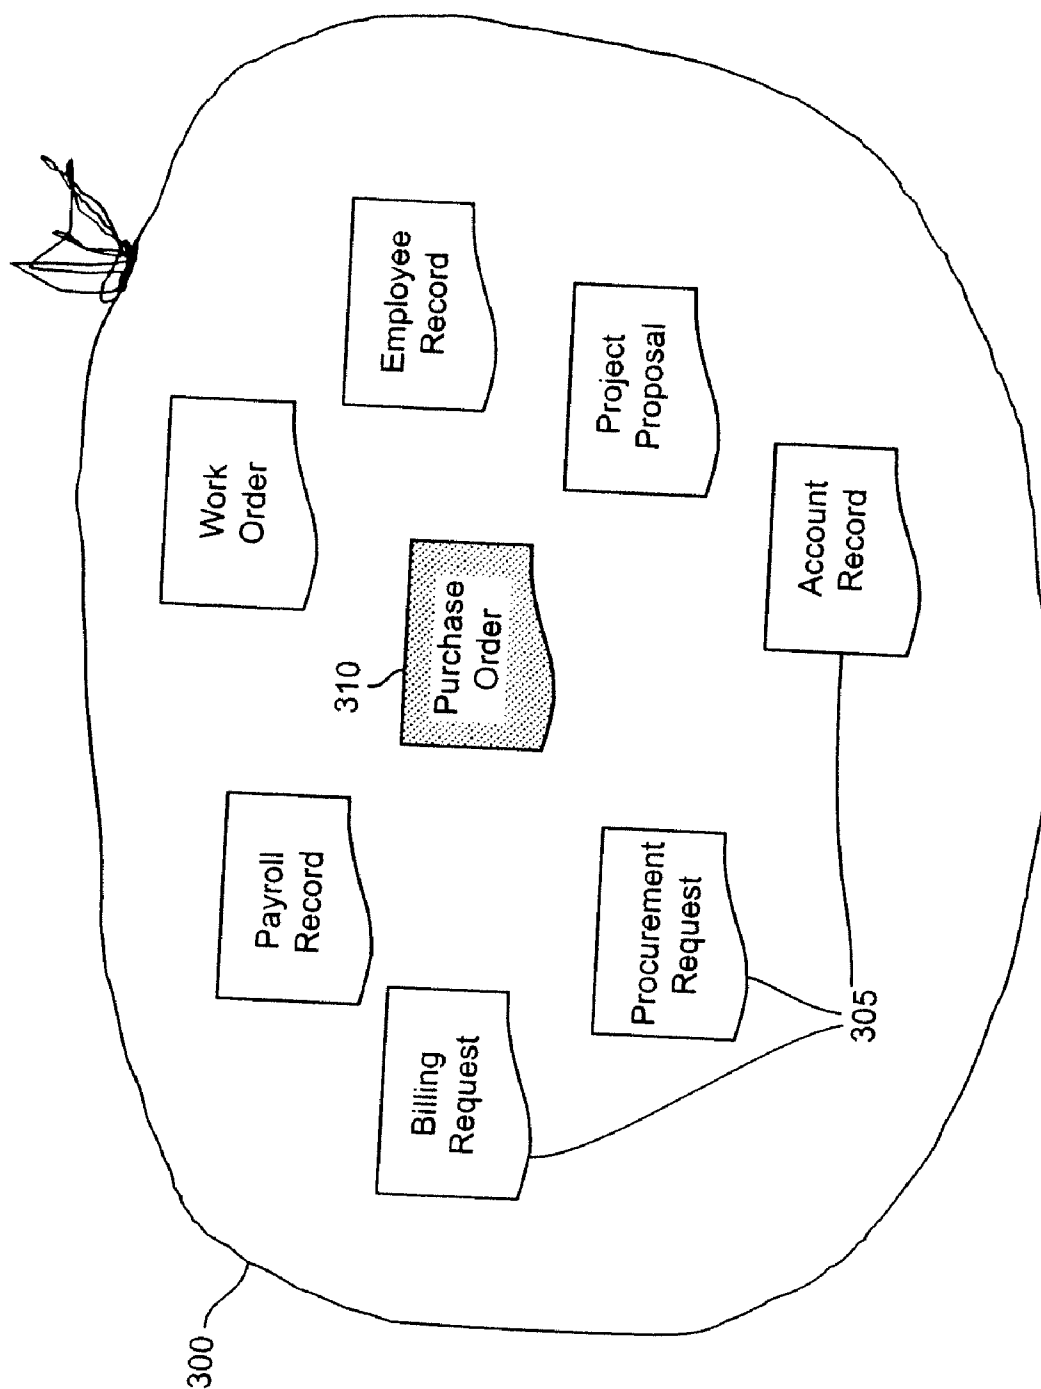 Work
Order
Employee
Record
Payroll
Record
310
Purchase
Order
Project
Proposal
Billing
Request
Procurement
Request
Account
Record
305
300